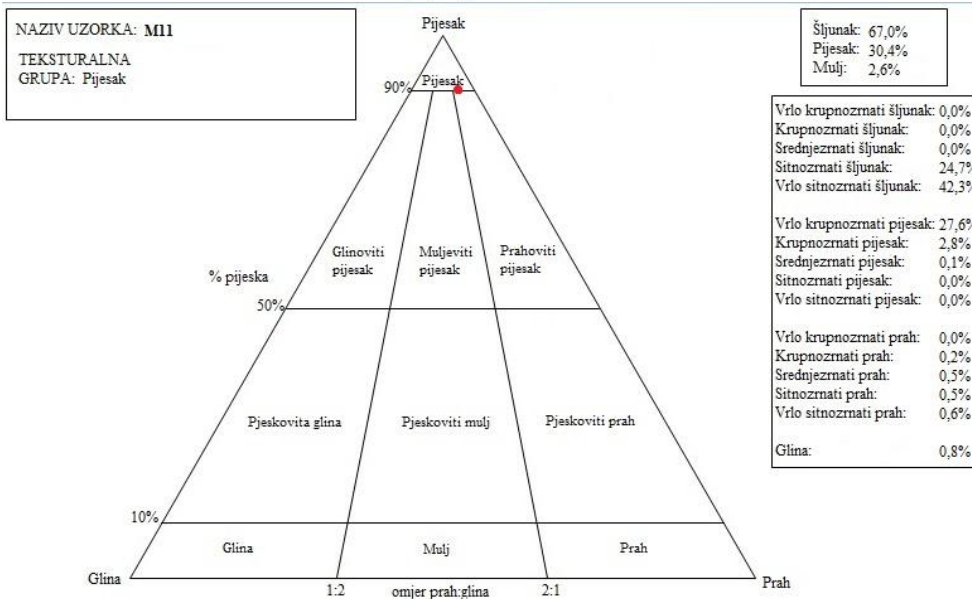 NAZIV UZORKA: M11
TEKSTURALNA
GRUPA: Pijesak
Pijesak
Pijesak
90%
Glinoviti
pijesak
Muljeviti
pijesak
Prahoviti
pijesak
% pijeska
50%
Pjeskovita glina
Pjeskoviti mulj
Pjeskoviti prah
10%
Glina
Mulj
Prah
Glina
Prah
1:2
omjer prah:glina
2:1
Šljunak: 67,0%
Pijesak: 30,4%
Mulj: 2,6%
Vrlo krupnozrnati šljunak: 0,0%
Krupnozrnati šljunak: 0,0%
Srednjezrnati šljunak: 0,0%
Sitnozrnati šljunak: 24,7%
Vrlo sitnozrnati šljunak: 42,3%
Vrlo krupnozrnati pijesak: 27,6%
Krupnozrnati pijesak: 2,8%
Srednjezrnati pijesak: 0,1%
Sitnozrnati pijesak: 0,0%
Vrlo sitnozrnati pijesak: 0,0%
Vrlo krupnozrnati prah: 0,0%
Krupnozrnati prah: 0,2%
Srednjezrnati prah: 0,5%
Sitnozrnati prah: 0,5%
Vrlo sitnozrnati prah: 0,6%
Glina: 0,8%